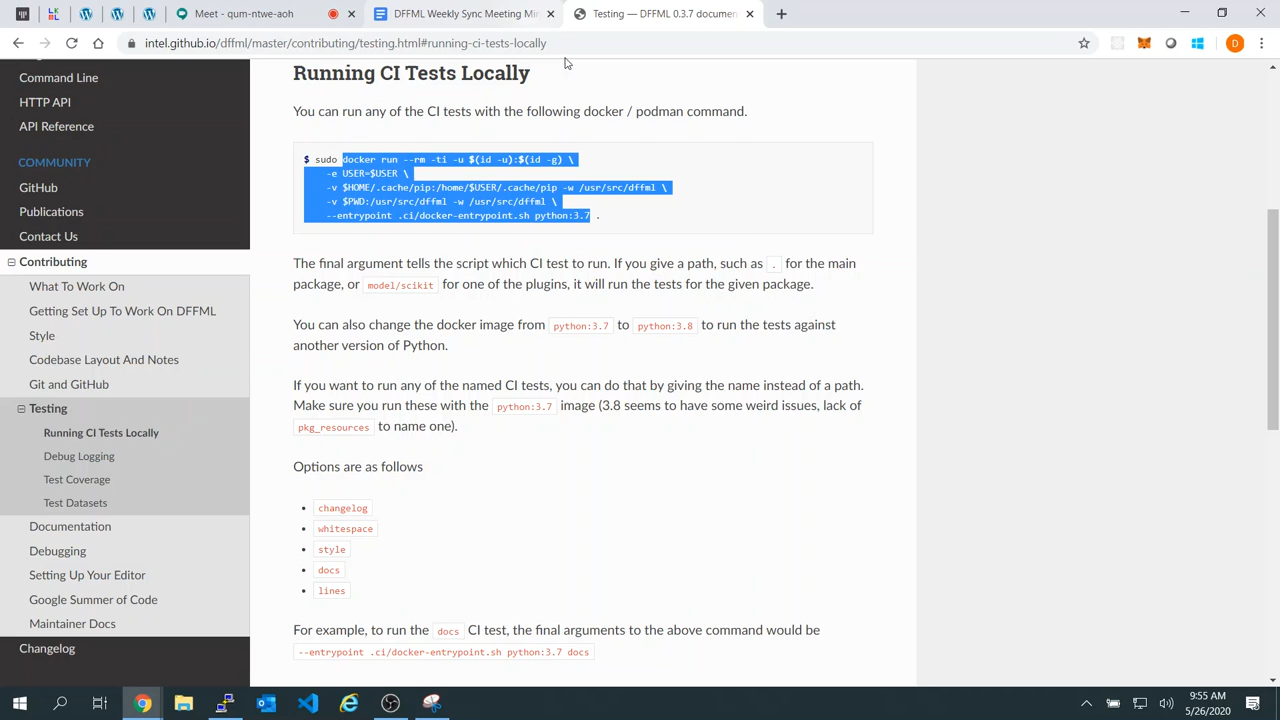 Meet - qum-ntwe-aoh
DFFML Weekly Sync Meeting Min
Testing — DFFML 0.3.7 documen
intel.github.io/dffml/master/contributing/testing.html#running-ci-tests-locally
D
Command Line
HTTP API
API Reference
COMMUNITY
GitHub
Publications
Contact Us
Contributing
What To Work On
Getting Set Up To Work On DFFML
Style
Codebase Layout And Notes
Git and GitHub
Testing
Running CI Tests Locally
Debug Logging
Test Coverage
Test Datasets
Documentation
Debugging
Setting Up Your Editor
Google Summer of Code
Maintainer Docs
Changelog
Running CI Tests Locally
You can run any of the CI tests with the following docker / podman command.
$ sudo docker run --rm -ti -u $(id -u):$(id -g) \
-e USER=$USER \
-v $HOME/.cache/pip:/home/$USER/.cache/pip -w /usr/src/dffml \
-v $PWD:/usr/src/dffml -w /usr/src/dffml \
--entrypoint .ci/docker-entrypoint.sh python:3.7 .
The final argument tells the script which CI test to run. If you give a path, such as . for the main
package, or model/scikit for one of the plugins, it will run the tests for the given package.
You can also change the docker image from python:3.7 to python:3.8 to run the tests against
another version of Python.
If you want to run any of the named CI tests, you can do that by giving the name instead of a path.
Make sure you run these with the python:3.7 image (3.8 seems to have some weird issues, lack of
pkg_resources to name one).
Options are as follows
changelog
whitespace
style
docs
lines
For example, to run the docs CI test, the final arguments to the above command would be
--entrypoint .ci/docker-entrypoint.sh python:3.7 docs
9:55 AM
5/26/2020